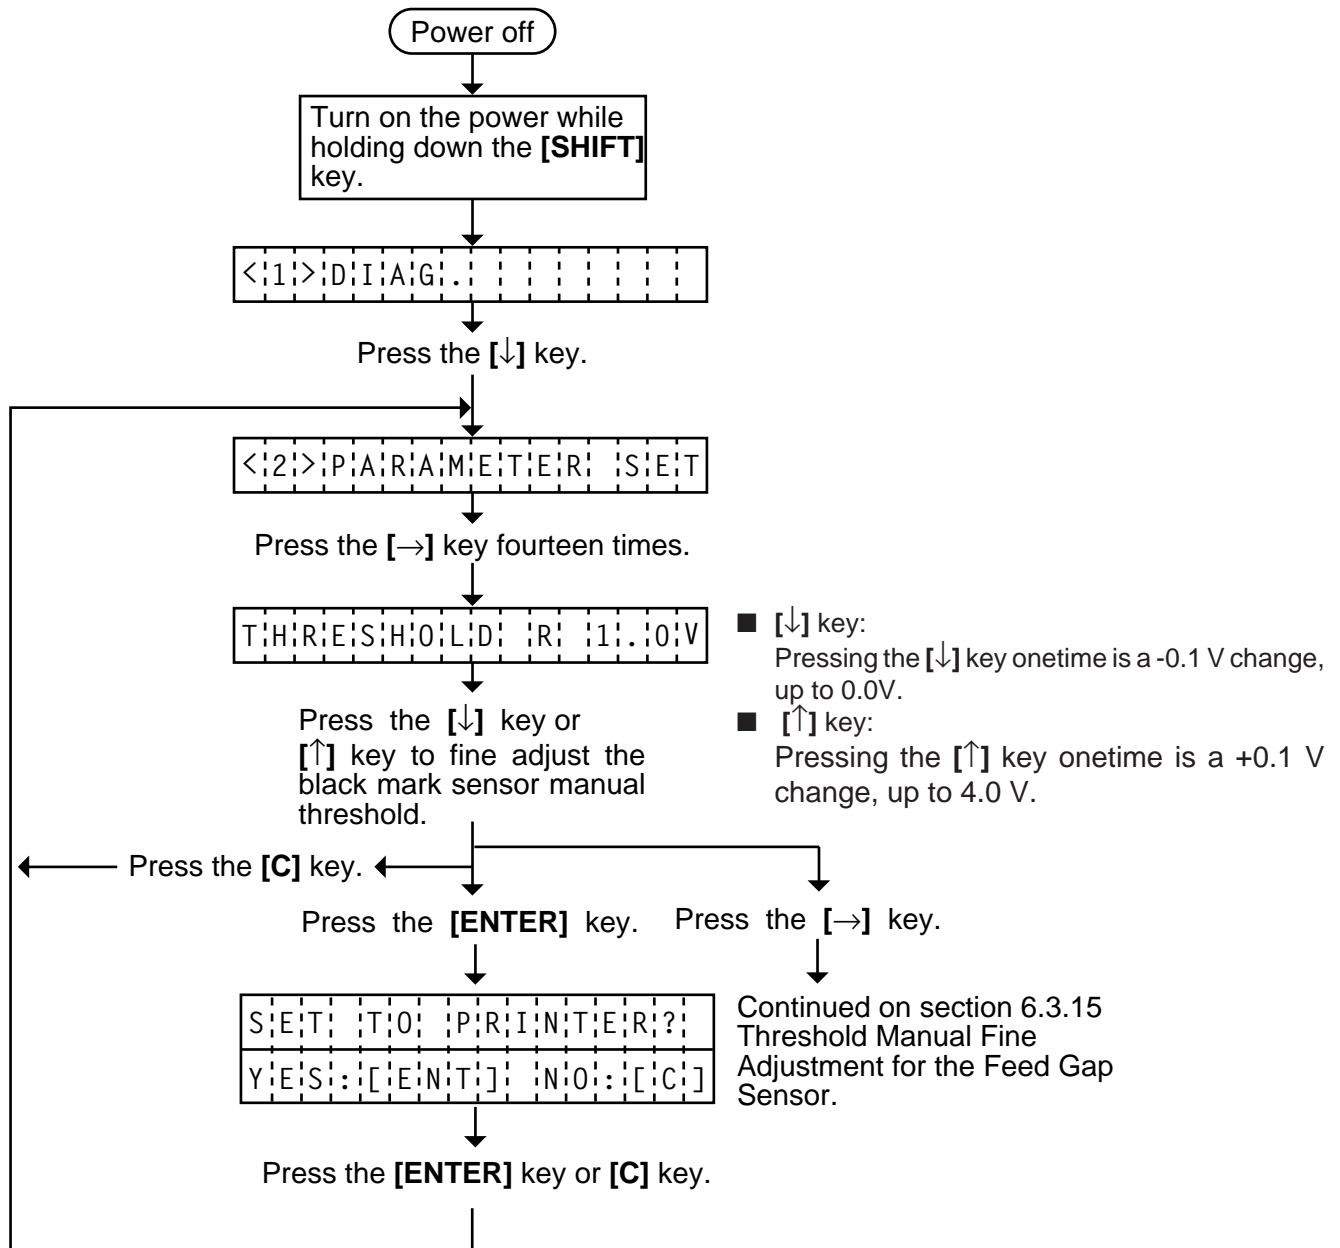 Power off
Turn on the power while
holding down the [SHIFT]
key.
<1>DIAG.
Press the [↓] key.
<2>PARAMETER SET
Press the [→] key fourteen times.
THRESHOLD R 1.0V
■ [↓] key:
Pressing the [↓] key onetime is a -0.1 V change,
up to 0.0V.
■ [↑] key:
Pressing the [↑] key onetime is a +0.1 V
change, up to 4.0 V.
Press the [↓] key or
[↑] key to fine adjust the
black mark sensor manual
threshold.
Press the [C] key.
Press the [ENTER] key.
Press the [→] key.
SET TO PRINTER?
YES:[ENT] NO:[C]
Continued on section 6.3.15
Threshold Manual Fine
Adjustment for the Feed Gap
Sensor.
Press the [ENTER] key or [C] key.